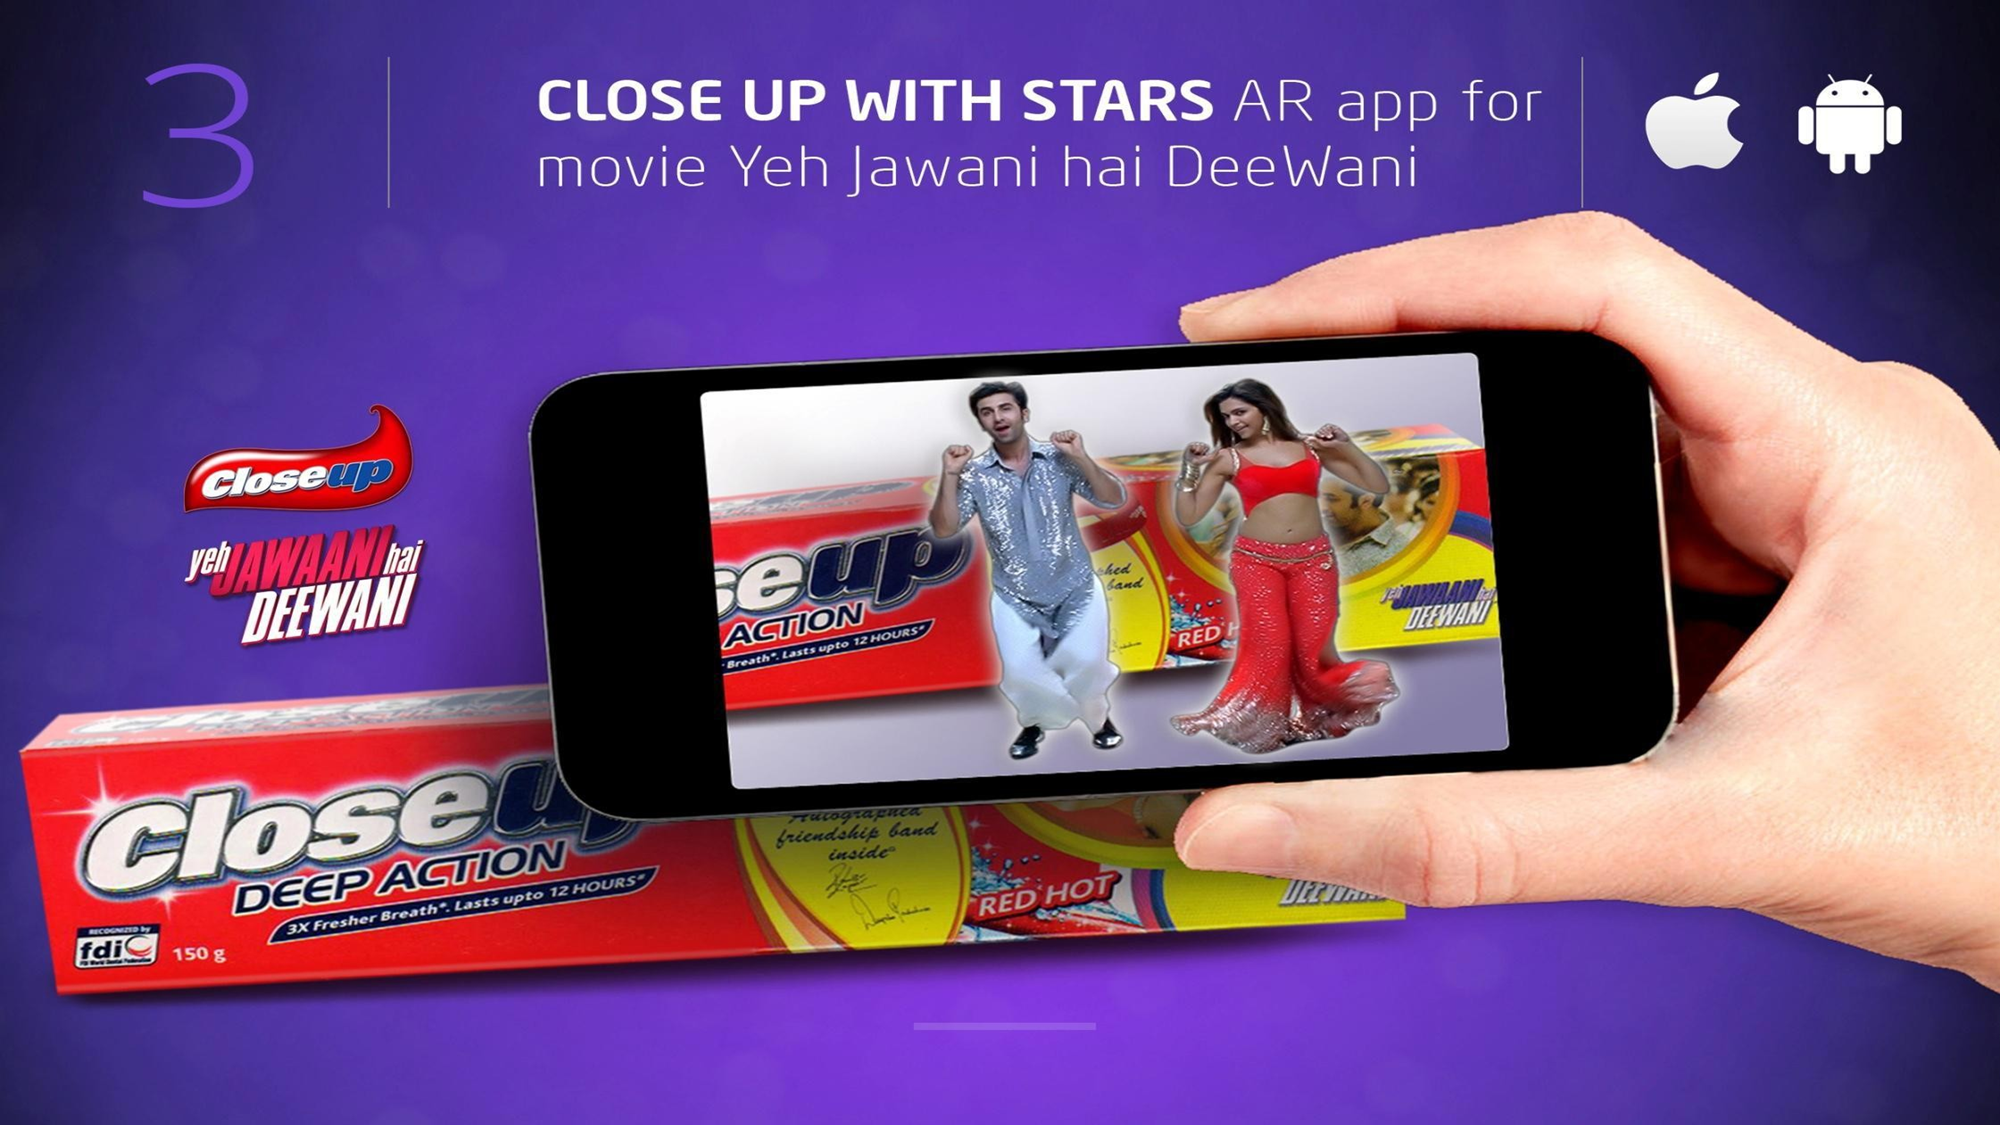 3
CLOSE UP WITH STARS AR app for
movie Yeh Jawani hai DeeWani
Closeup
yeh JAWAANI hai
DEEWANI
seup
ACTION
Breath*. Lasts upto 12 HOURS*
band
RED H
yeh JAWAANI hai
DEEWANI
Close
DEEP ACTION
3X Fresher Breath*. Lasts upto 12 HOURS*
RECOGNIZED by
fdi
150 g
Autographed
friendship band
inside
RED HOT
DEEWANI